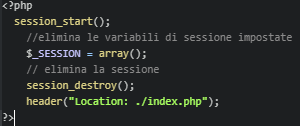 <?php
session_start();
//elimina le variabili di sessione impostate
$_SESSION = array();
// elimina la sessione
session_destroy();
header("Location: ./index.php");
?>